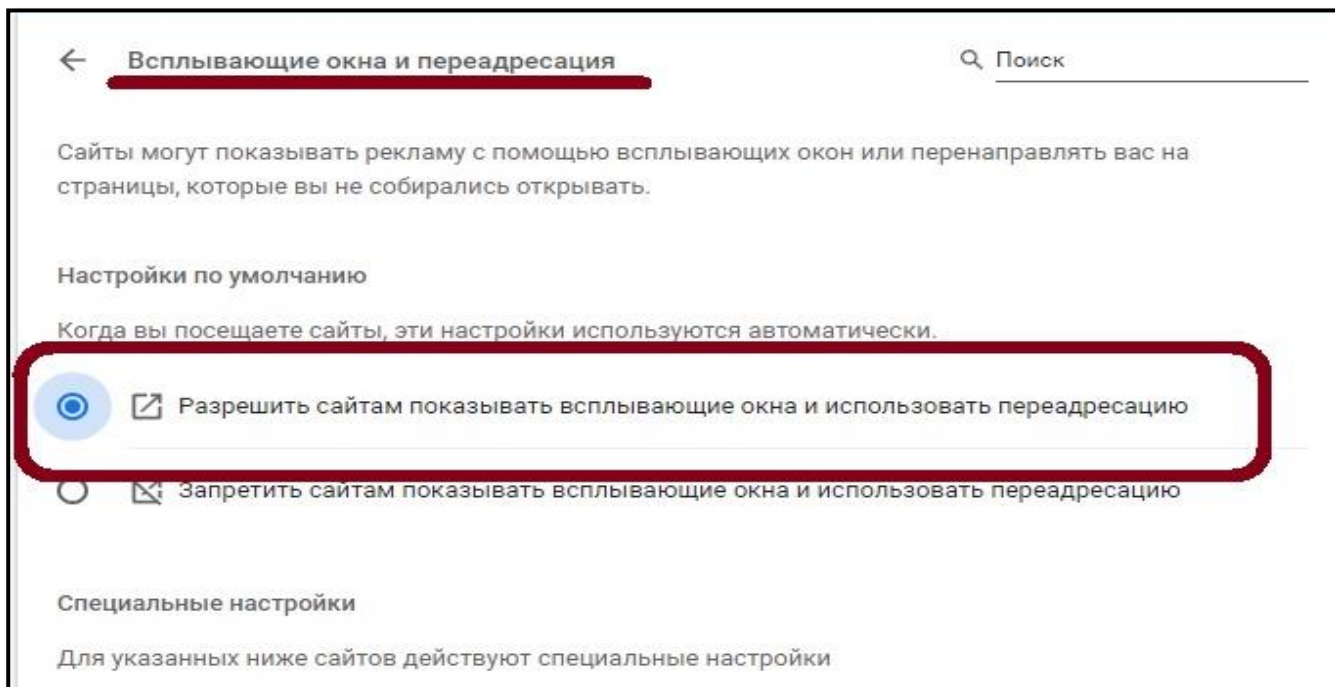 Всплывающие окна и переадресация
Поиск
Сайты могут показывать рекламу с помощью всплывающих окон или перенаправлять вас на
страницы, которые вы не собирались открывать.
Настройки по умолчанию
Когда вы посещаете сайты, эти настройки используются автоматически.
Разрешить сайтам показывать всплывающие окна и использовать переадресацию
Запретить сайтам показывать всплывающие окна и использовать переадресацию
Специальные настройки
Для указанных ниже сайтов действуют специальные настройки